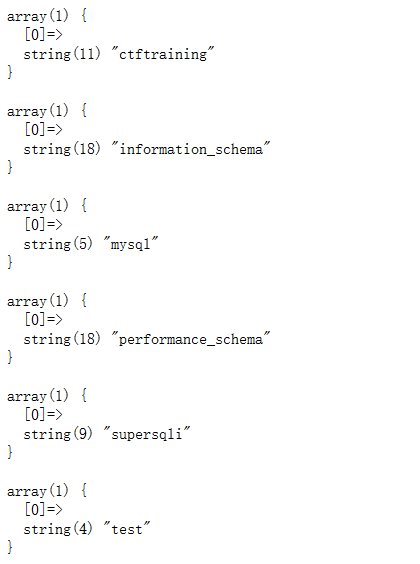 array(1) {
  [0]=>
  string(11) "ctftraining"
}
array(1) {
  [0]=>
  string(18) "information_schema"
}
array(1) {
  [0]=>
  string(5) "mysql"
}
array(1) {
  [0]=>
  string(18) "performance_schema"
}
array(1) {
  [0]=>
  string(9) "supersqli"
}
array(1) {
  [0]=>
  string(4) "test"
}